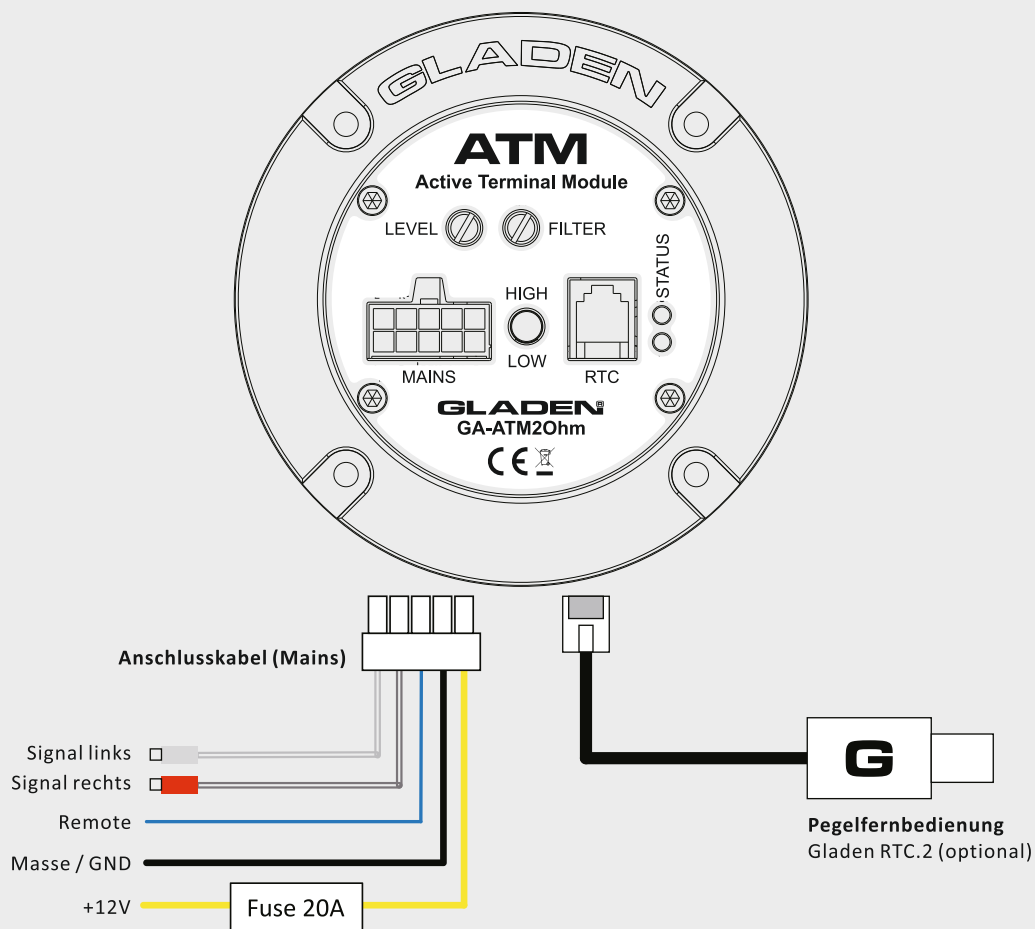 GLADEN
ATM
Active Terminal Module
LEVEL
FILTER
STATUS
HIGH
LOW
MAINS
RTC
GLADEN
GA-ATM2Ohm
CE
Anschlusskabel (Mains)
Signal links
Signal rechts
Remote
Masse / GND
+12V
Fuse 20A
G
Pegelfernbedienung
Gladen RTC.2 (optional)